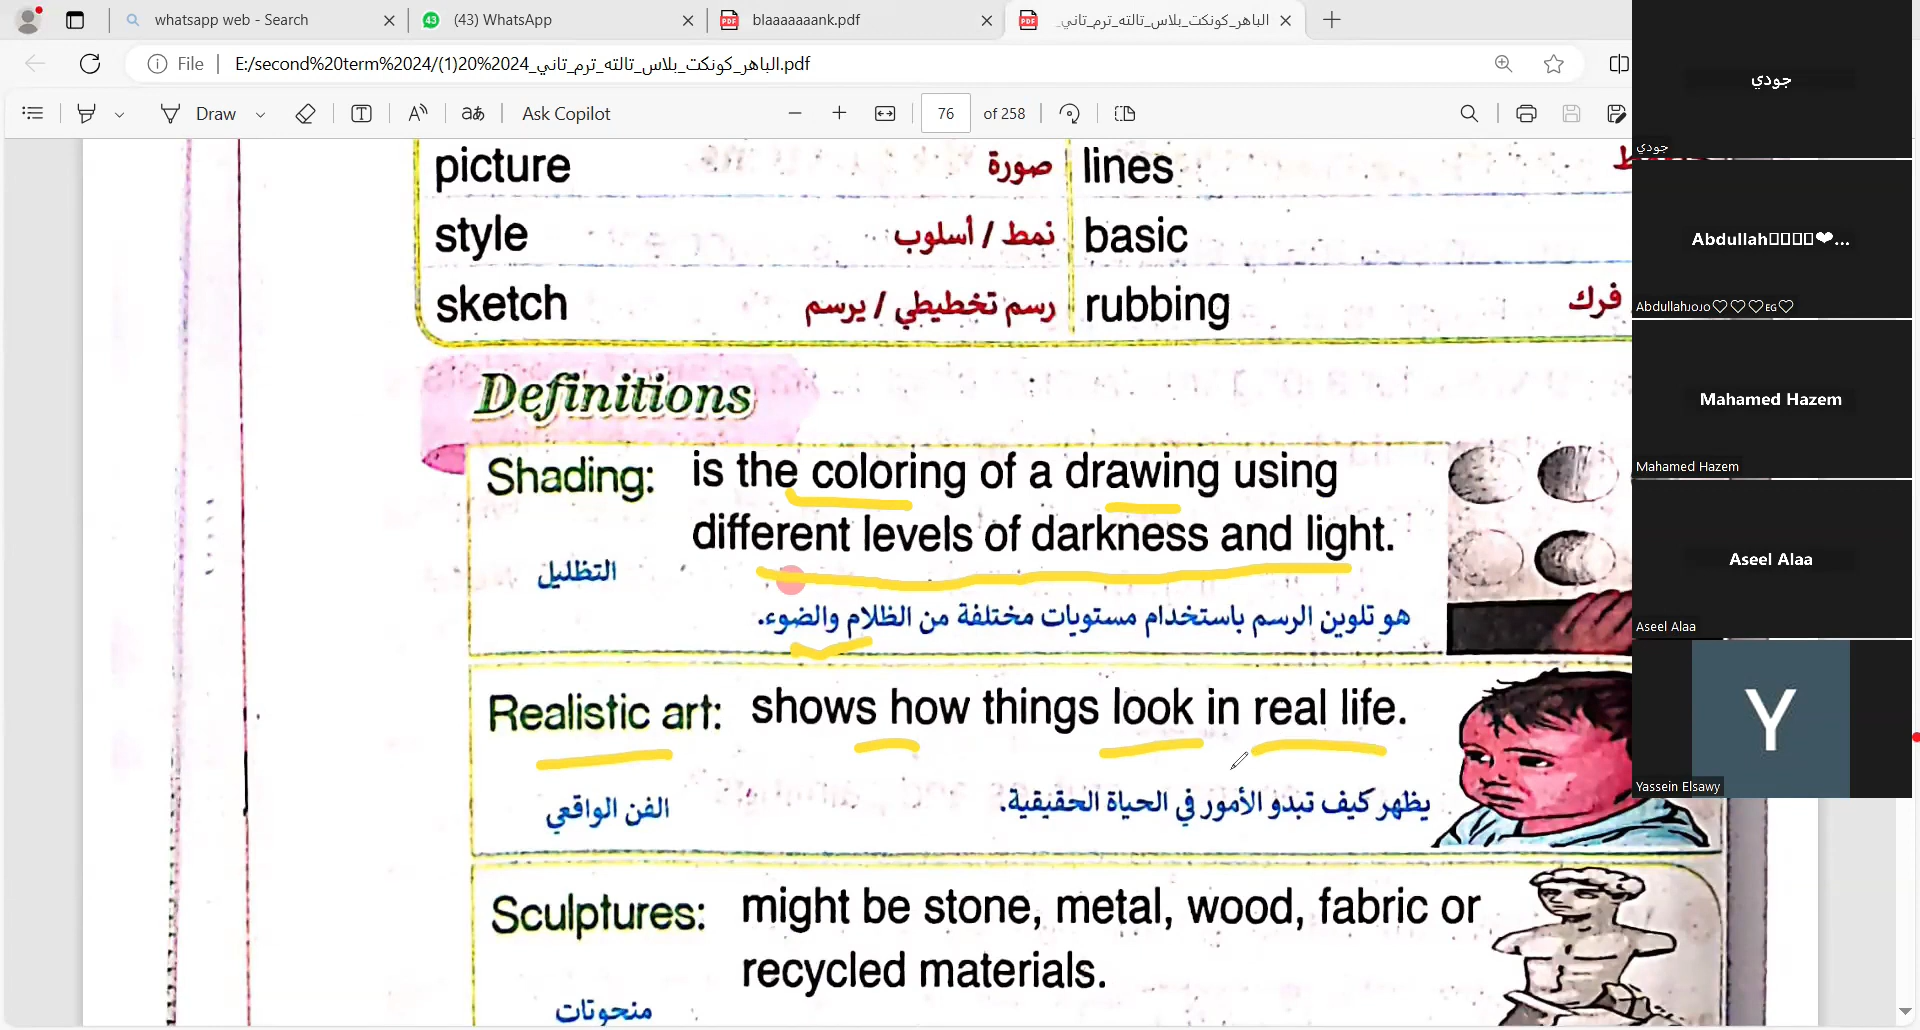 whatsapp web - Search
(43) WhatsApp
blaaaaaaank.pdf
الباهر_كونكت_بلاس_تالته_ترم_تاني_
File
E:/second%20term%2024/(1)20%2024_الباهر_كونكت_بلاس_تالته_ترم_تاني.pdf
Draw
Ask Copilot
76 of 258
picture صورة lines
style نمط / أسلوب basic
sketch رسم تخطيطي / يرسم rubbing فرك
Definitions
Shading: is the coloring of a drawing using
different levels of darkness and light.
التظليل
هو تلوين الرسم باستخدام مستويات مختلفة من الظلام والضوء.
Realistic art: shows how things look in real life.
الفن الواقعي
يظهر كيف تبدو الأمور في الحياة الحقيقية.
Sculptures: might be stone, metal, wood, fabric or
recycled materials.
منحوتات
جودي
جودي
Abdullah
AbdullahJOJO♡♡♡EG♡
Mahamed Hazem
Mahamed Hazem
Aseel Alaa
Aseel Alaa
Y
Yassein Elsawy